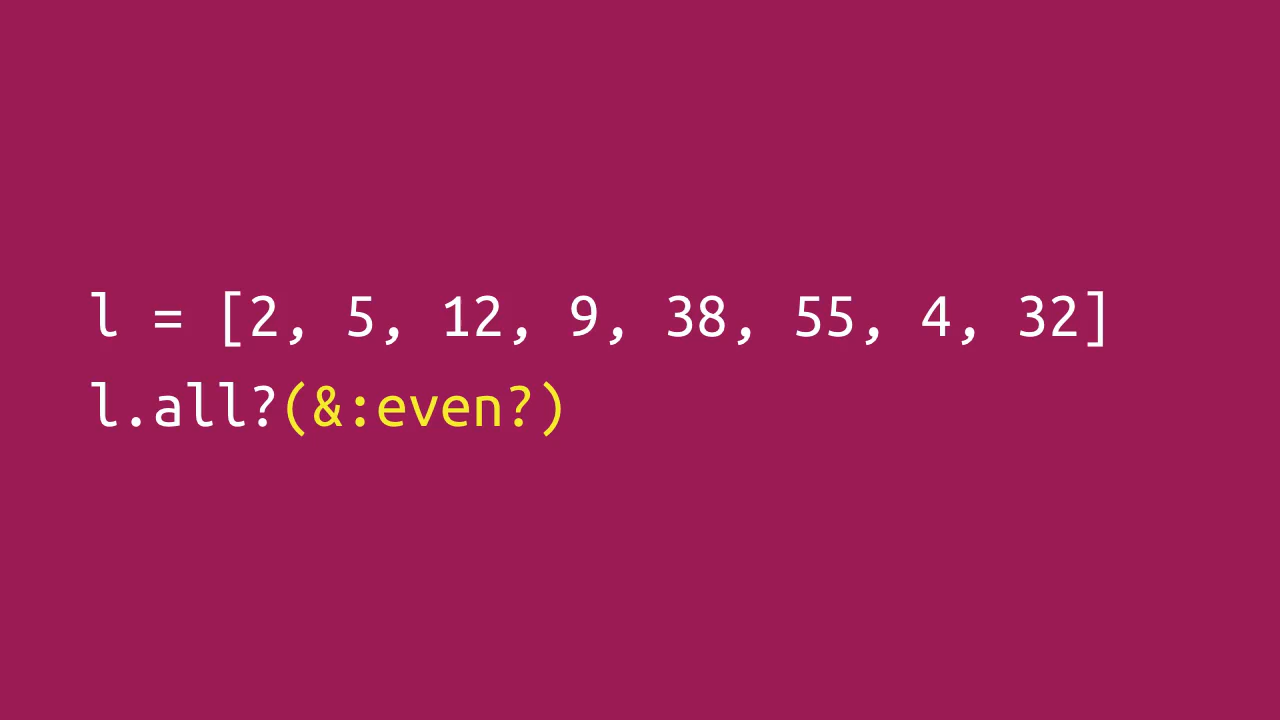 l = [2, 5, 12, 9, 38, 55, 4, 32]
l.all?(&:even?)